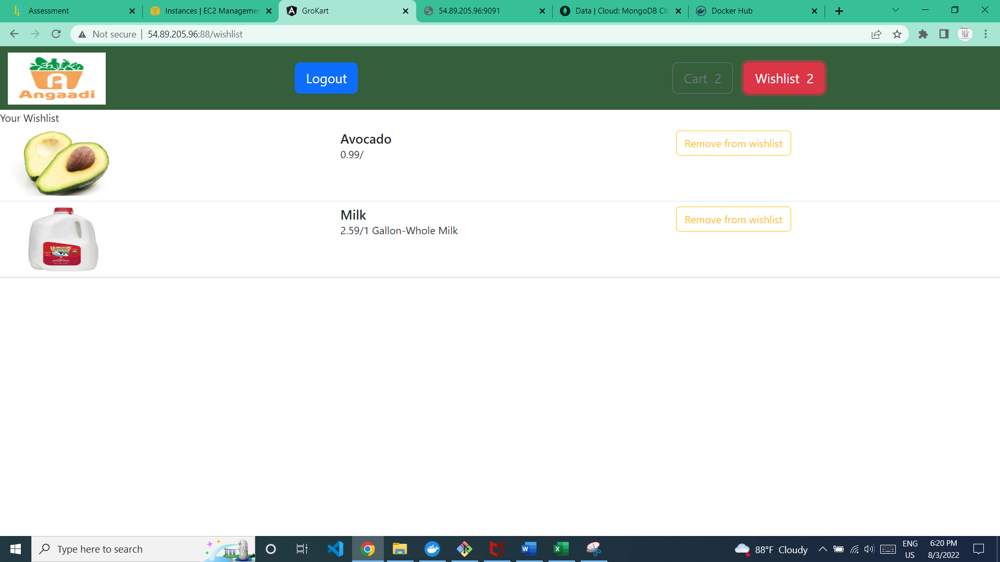 Assessment
Instances | EC2 Managemen
GroKart
54.89.205.96:9091
Data | Cloud: MongoDB Clo
Docker Hub
Not secure | 54.89.205.96:88/wishlist
Angaadi
Logout
Cart 2
Wishlist 2
Your Wishlist
Avocado
0.99/
Remove from wishlist
HORIZON
ORGANIC
Milk
2.59/1 Gallon-Whole Milk
Remove from wishlist
Type here to search
88°F Cloudy
ENG
US
6:20 PM
8/3/2022